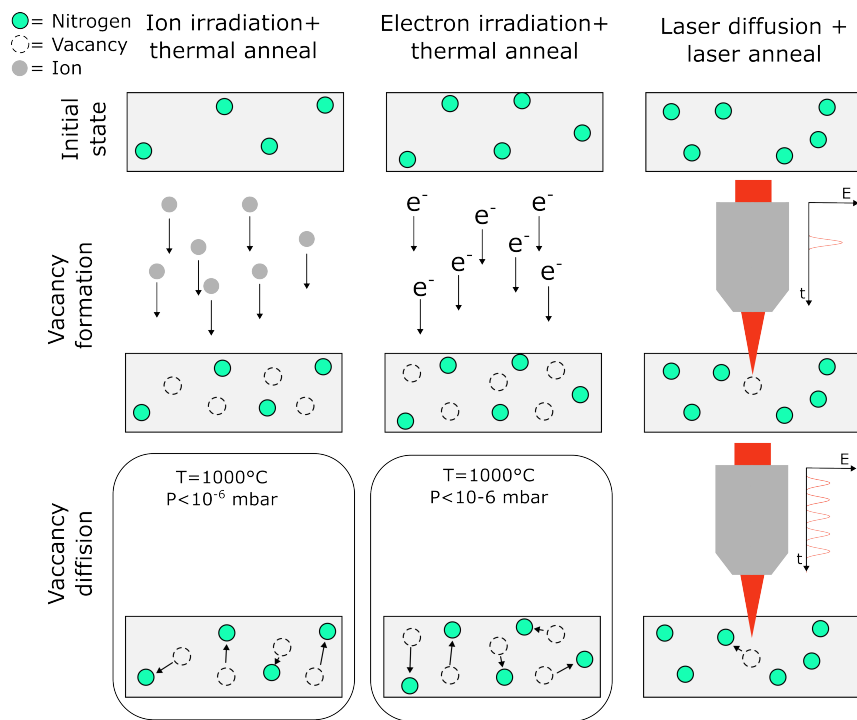 = Nitrogen
= Vacancy
= Ion
Ion irradiation+
thermal anneal
Electron irradiation+
thermal anneal
Laser diffusion +
laser anneal
Initial
state
Vacancy
formation
e-
e-
e-
e-
e-
e-
e-
E
t
T=1000°C
P<10-6 mbar
T=1000°C
P<10-6 mbar
E
t
Vaccancy
diffision